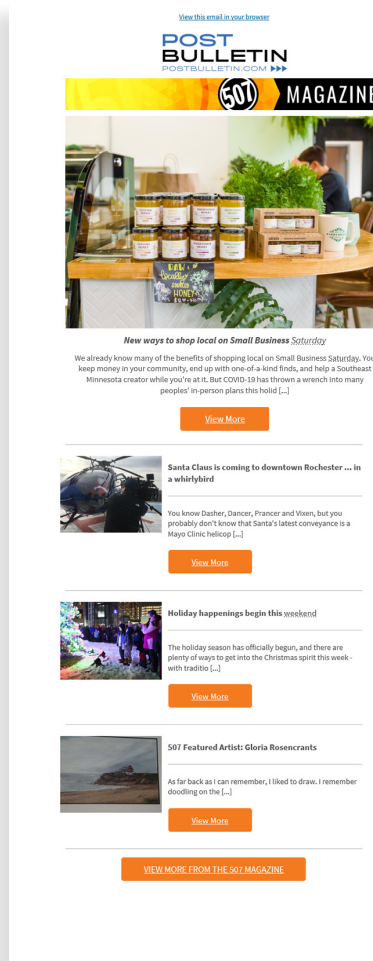 View this email in your browser
POST
BULLETIN
POSTBULLETIN.COM
507 MAGAZINE
RAW
locally
made
HONEY
New ways to shop local on Small Business Saturday
We already know many of the benefits of shopping local on Small Business Saturday. You
keep money in your community, end up with one-of-a-kind finds, and help a Southeast
Minnesota creator while you're at it. But COVID-19 has thrown a wrench into many
peoples' in-person plans this holid [...]
View More
Santa Claus is coming to downtown Rochester ... in
a whirlybird
You know Dasher, Dancer, Prancer and Vixen, but you
probably don't know that Santa's latest conveyance is a
Mayo Clinic helicop [...]
View More
Holiday happenings begin this weekend
The holiday season has officially begun, and there are
plenty of ways to get into the Christmas spirit this week -
with traditio [...]
View More
507 Featured Artist: Gloria Rosencrants
As far back as I can remember, I liked to draw. I remember
doodling on the [...]
View More
VIEW MORE FROM THE 507 MAGAZINE